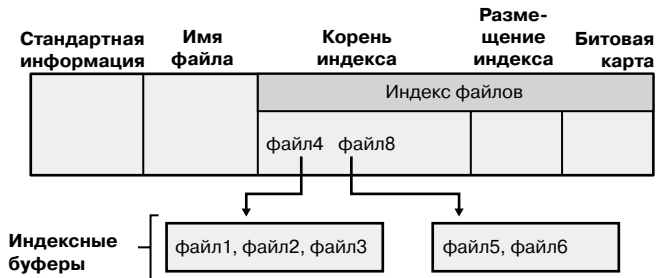 Стандартная
информация
Имя
файла
Корень
индекса
Разме-
щение
индекса
Битовая
карта
Индекс файлов
файл4 файл8
Индексные
буферы
файл1, файл2, файл3
файл5, файл6